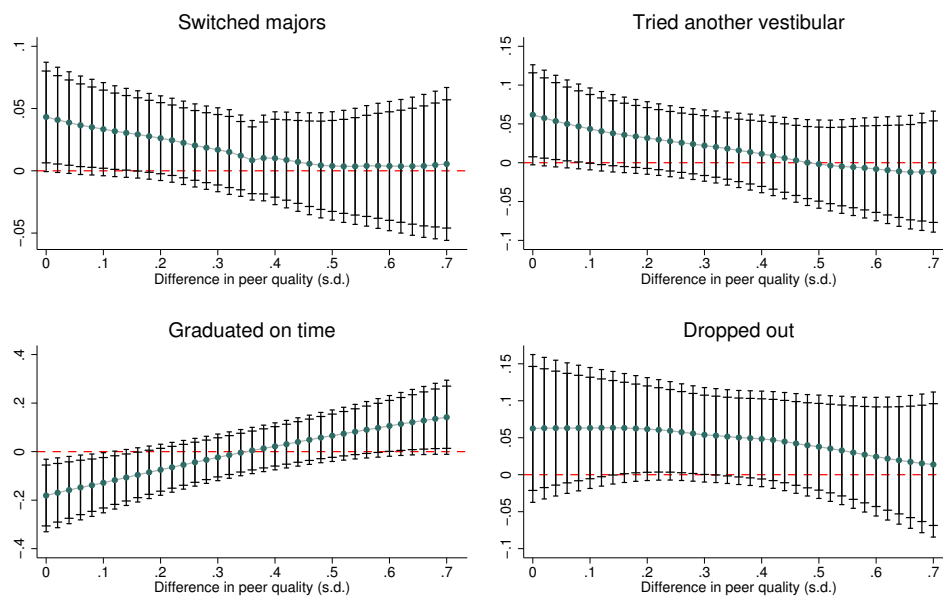 Switched majors
.1
.05
0
-.05
0 .1 .2 .3 .4 .5 .6 .7
Difference in peer quality (s.d.)
Tried another vestibular
.15
.1
.05
0
-.05
-.1
0 .1 .2 .3 .4 .5 .6 .7
Difference in peer quality (s.d.)
Graduated on time
.4
.2
0
-.2
-.4
0 .1 .2 .3 .4 .5 .6 .7
Difference in peer quality (s.d.)
Dropped out
.15
.1
.05
0
-.05
-.1
0 .1 .2 .3 .4 .5 .6 .7
Difference in peer quality (s.d.)